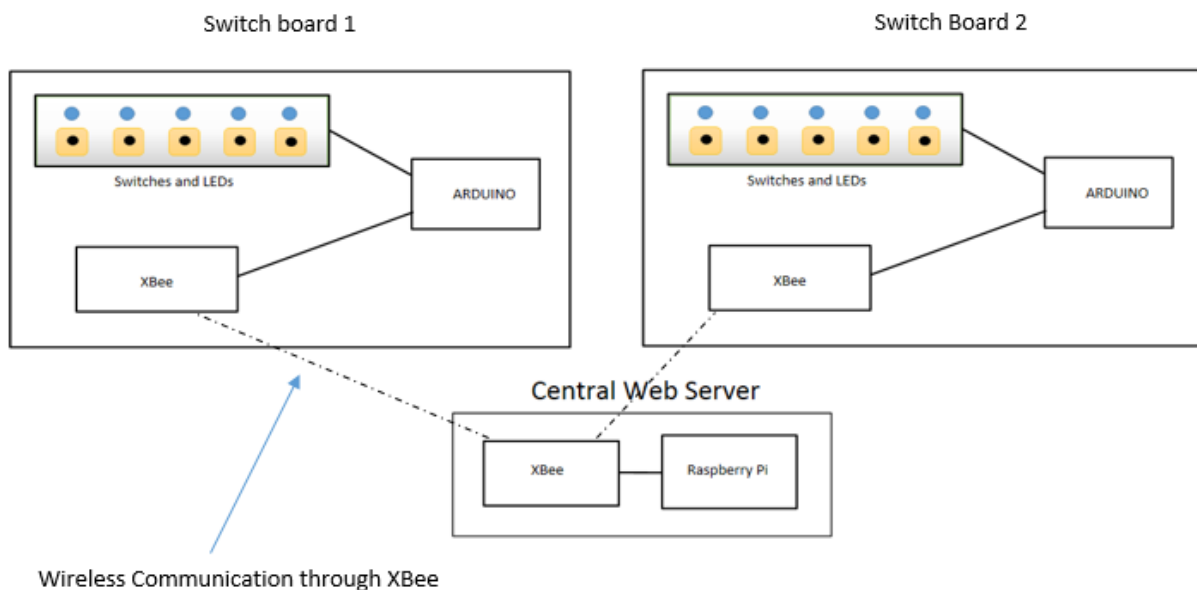 Switch board 1
Switch Board 2
Switches and LEDs
ARDUINO
XBee
Switches and LEDs
ARDUINO
XBee
Central Web Server
XBee
Raspberry Pi
Wireless Communication through XBee